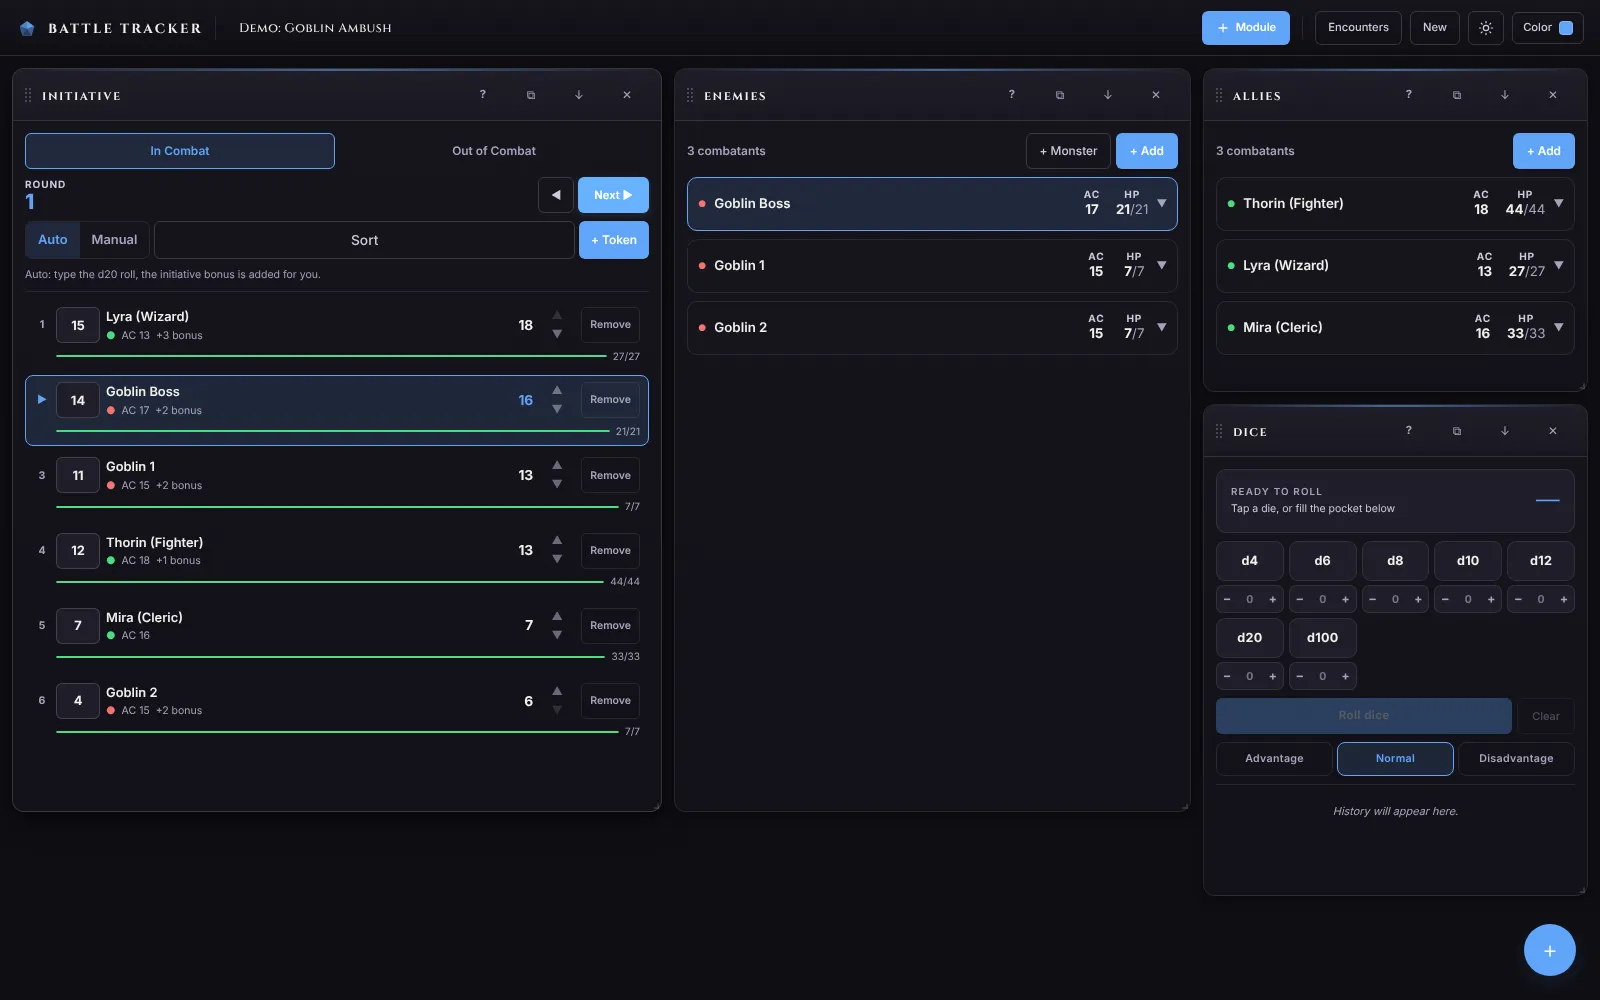 BATTLE TRACKER
DEMO: GOBLIN AMBUSH
+ Module
Encounters
New
Color
INITIATIVE
?
In Combat
Out of Combat
ROUND
1
Next
Auto
Manual
Sort
+ Token
Auto: type the d20 roll, the initiative bonus is added for you.
1
15
Lyra (Wizard)
AC 13 +3 bonus
18
Remove
27/27
14
Goblin Boss
AC 17 +2 bonus
16
Remove
21/21
3
11
Goblin 1
AC 15 +2 bonus
13
Remove
7/7
4
12
Thorin (Fighter)
AC 18 +1 bonus
13
Remove
44/44
5
7
Mira (Cleric)
AC 16
7
Remove
33/33
6
4
Goblin 2
AC 15 +2 bonus
6
Remove
7/7
ENEMIES
?
3 combatants
+ Monster
+ Add
Goblin Boss
AC
17
HP
21/21
Goblin 1
AC
15
HP
7/7
Goblin 2
AC
15
HP
7/7
ALLIES
?
3 combatants
+ Add
Thorin (Fighter)
AC
18
HP
44/44
Lyra (Wizard)
AC
13
HP
27/27
Mira (Cleric)
AC
16
HP
33/33
DICE
?
READY TO ROLL
Tap a die, or fill the pocket below
—
d4
d6
d8
d10
d12
− 0 +
− 0 +
− 0 +
− 0 +
− 0 +
d20
d100
− 0 +
− 0 +
Roll dice
Clear
Advantage
Normal
Disadvantage
History will appear here.
+